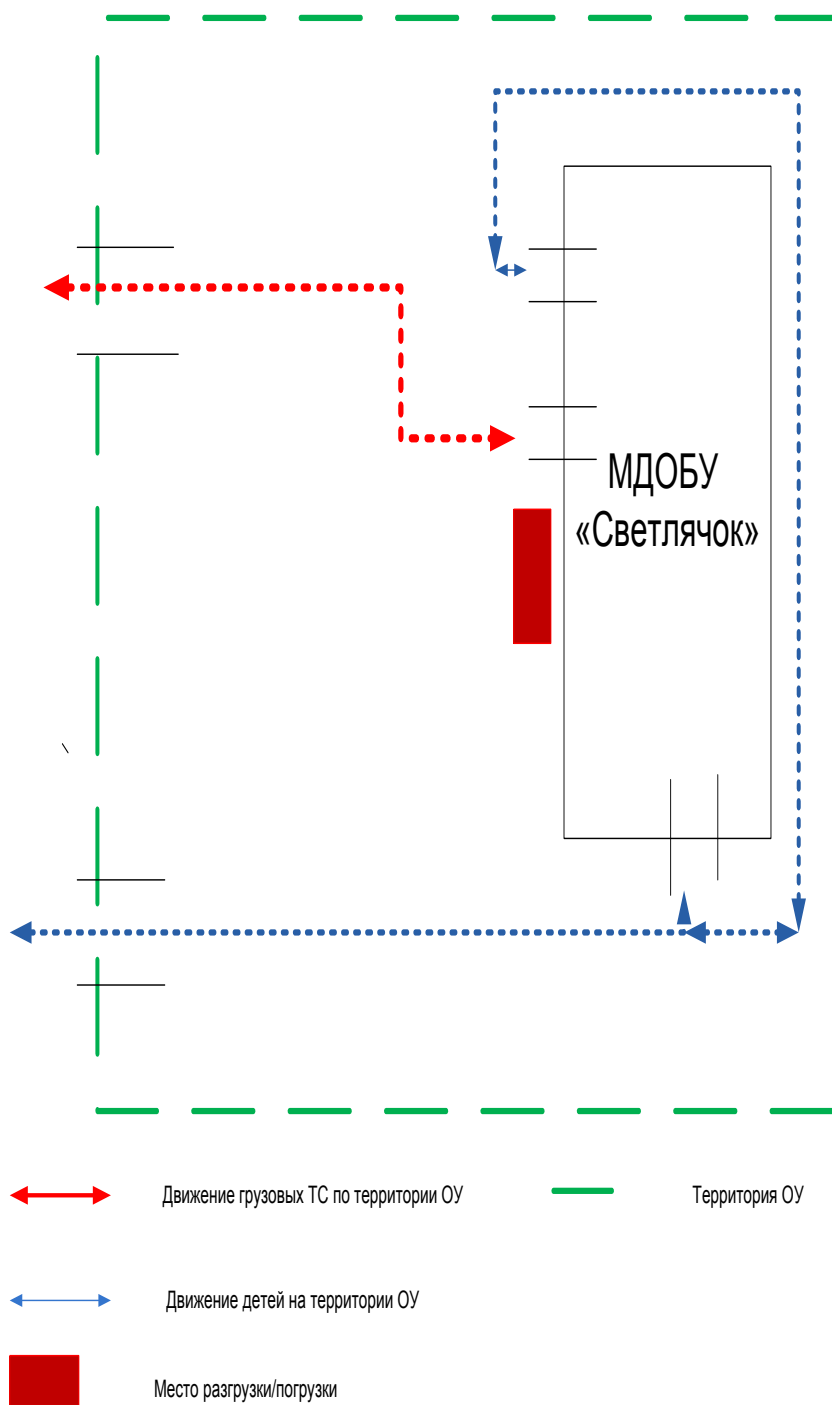 МДОБУ
«Светлячок»
Движение грузовых ТС по территории ОУ
Территория ОУ
Движение детей на территории ОУ
Место разгрузки/погрузки